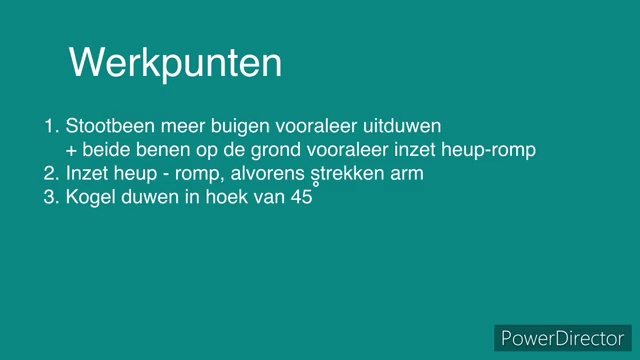 Werkpunten
1. Stootbeen meer buigen vooraleer uitduwen
+ beide benen op de grond vooraleer inzet heup-romp
2. Inzet heup - romp, alvorens strekken arm
3. Kogel duwen in hoek van 45°
PowerDirector